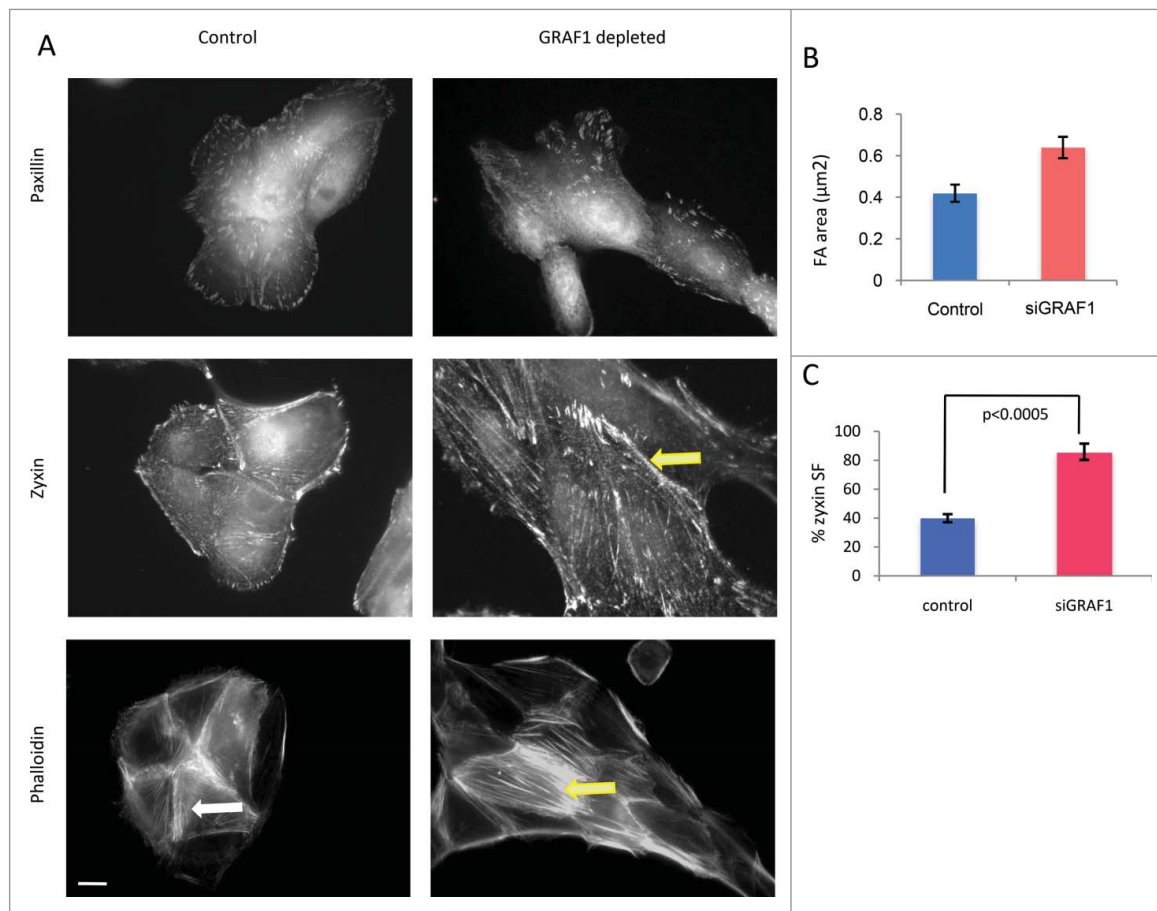 A
Control
GRAF1 depleted
Paxillin
Zyxin
Phalloidin
B
FA area (µm2)
0.8
0.6
0.4
0.2
0
Control
siGRAF1
C
p<0.0005
% zyxin SF
100
80
60
40
20
0
control
siGRAF1